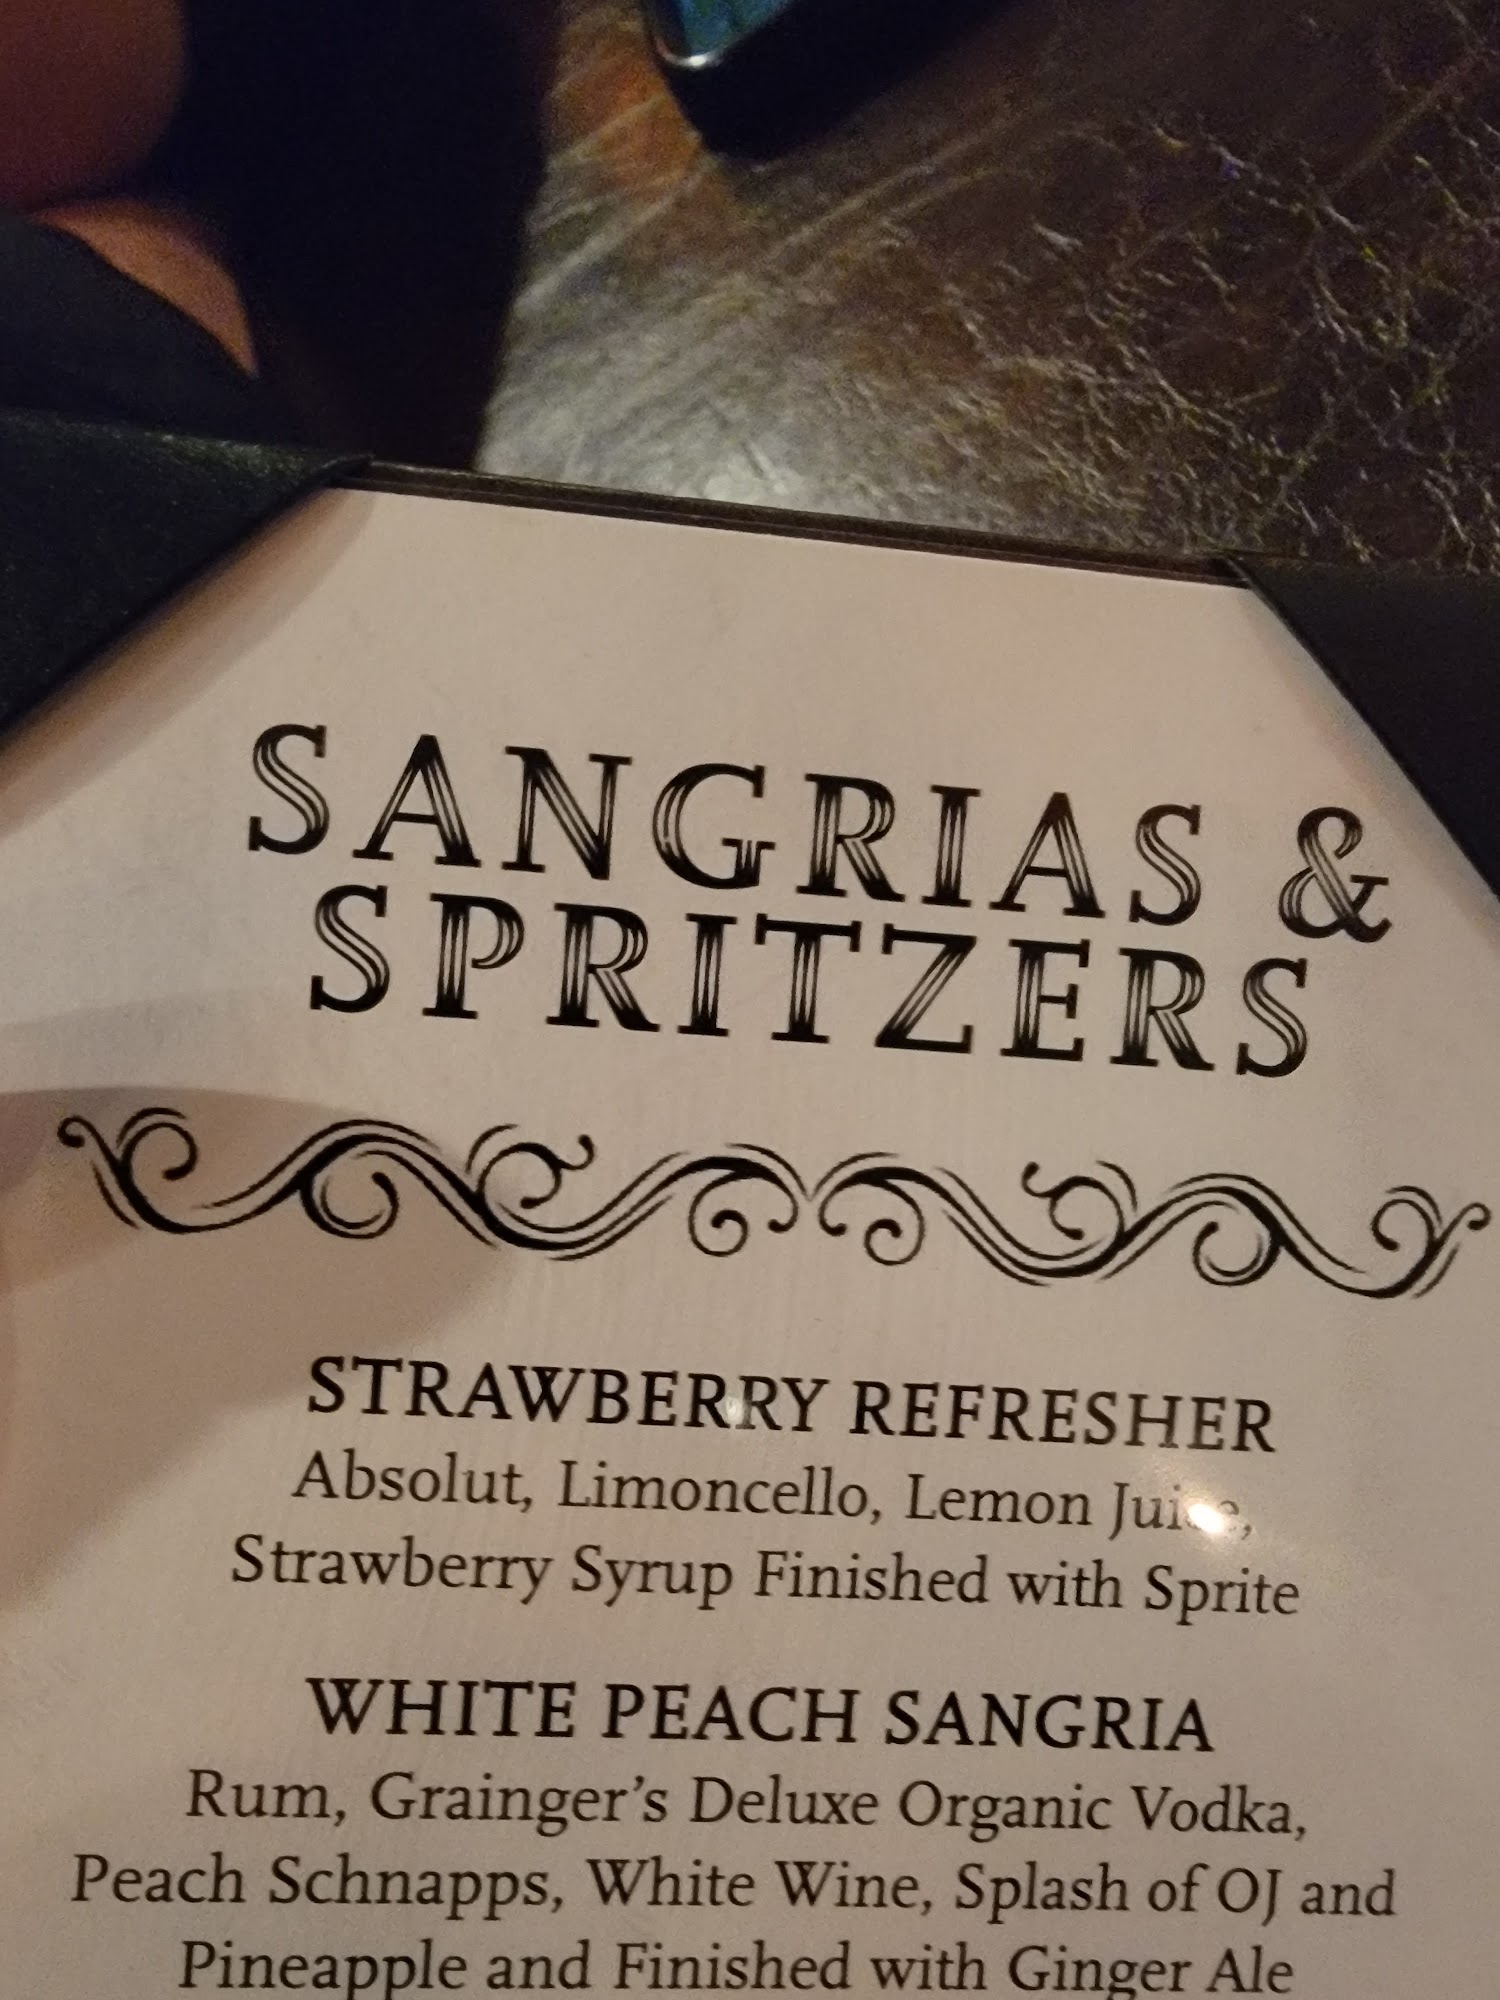 SANGRIAS &
SPRITZERS
STRAWBERRY REFRESHER
Absolut, Limoncello, Lemon Juice,
Strawberry Syrup Finished with Sprite
WHITE PEACH SANGRIA
Rum, Grainger's Deluxe Organic Vodka,
Peach Schnapps, White Wine, Splash of OJ and
Pineapple and Finished with Ginger Ale